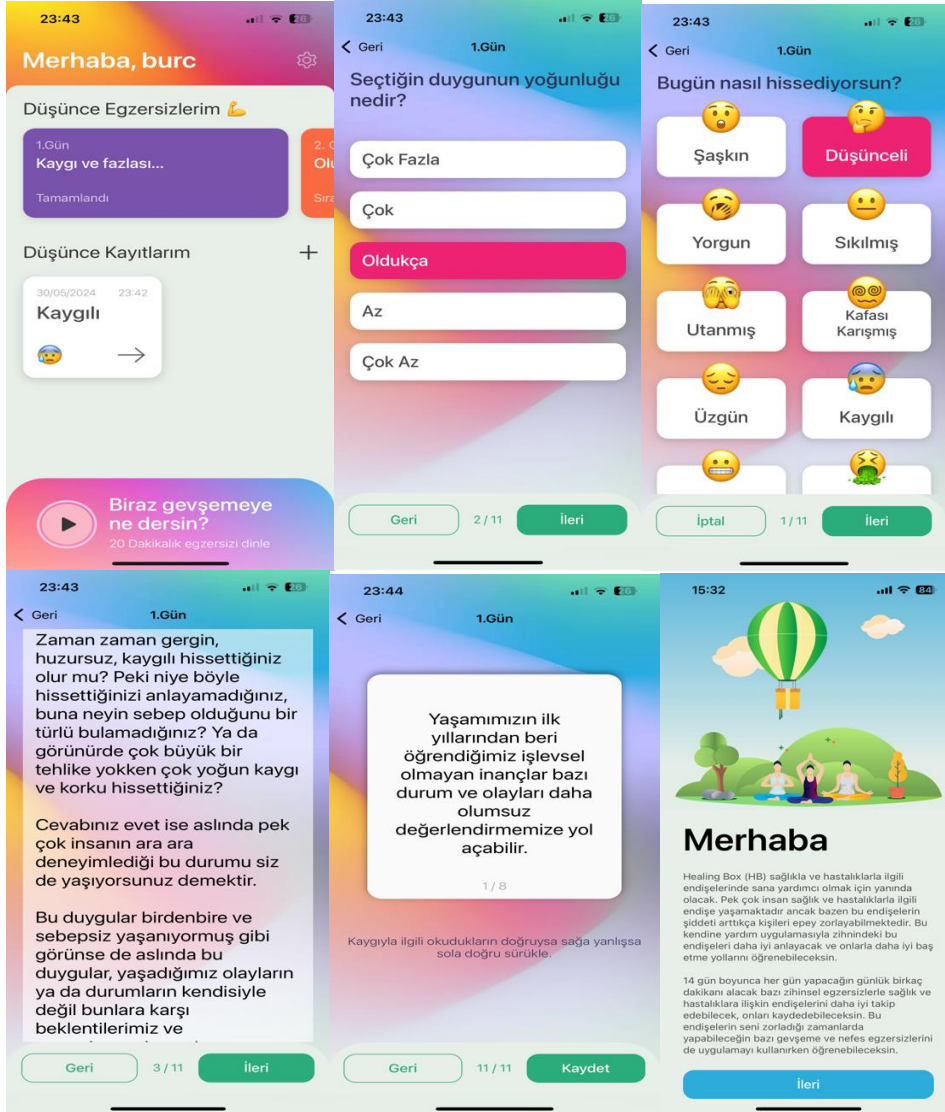 23:43
26
Merhaba, burc
Düşünce Egzersizlerim 💪
1.Gün
Kaygı ve fazlası...
Tamamlandı
2.
Olu
Sıra
Düşünce Kayıtlarım
+
30/05/2024 23:42
Kaygılı
Biraz gevşemeye
ne dersin?
20 Dakikalık egzersizi dinle
23:43
26
Geri
1.Gün
Seçtiğin duygunun yoğunluğu
nedir?
Çok Fazla
Çok
Oldukça
Az
Çok Az
Geri
2 / 11
İleri
23:43
26
Geri
1.Gün
Bugün nasıl hissediyorsun?
Şaşkın
Düşünceli
Yorgun
Sıkılmış
Utanmış
Kafası
Karışmış
Üzgün
Kaygılı
İptal
1 / 11
İleri
23:43
26
Geri
1.Gün
Zaman zaman gergin,
huzursuz, kaygılı hissettiğiniz
olur mu? Peki niye böyle
hissettiğinizi anlayamadığınız,
buna neyin sebep olduğunu bir
türlü bulamadığınız? Ya da
görünürde çok büyük bir
tehlike yokken çok yoğun kaygı
ve korku hissettiğiniz?
Cevabınız evet ise aslında pek
çok insanın ara ara
deneyimlediği bu durumu siz
de yaşıyorsunuz demektir.
Bu duygular birdenbire ve
sebepsiz yaşanıyormuş gibi
görünse de aslında bu
duygular, yaşadığımız olayların
ya da durumların kendisiyle
değil bunlara karşı
beklentilerimiz ve
Geri
3 / 11
İleri
23:44
26
Geri
1.Gün
Yaşamımızın ilk
yıllarından beri
öğrendiğimiz işlevsel
olmayan inançlar bazı
durum ve olayları daha
olumsuz
değerlendirmemize yol
açabilir.
1 / 8
Kaygıyla ilgili okudukların doğruysa sağa yanlışsa
sola doğru sürükle.
Geri
11 / 11
Kaydet
15:32
84
Merhaba
Healing Box (HB) sağlıkla ve hastalıklarla ilgili
endişelerinde sana yardımcı olmak için yanında
olacak. Pek çok insan sağlık ve hastalıklarla ilgili
endişe yaşamaktadır ancak bazen bu endişelerin
şiddeti arttıkça kişileri epey zorlayabilmektedir. Bu
kendine yardım uygulamasıyla zihnindeki bu
endişeleri daha iyi anlayacak ve onlarla daha iyi baş
etme yollarını öğrenebileceksin.
14 gün boyunca her gün yapacağın günlük birkaç
dakikanı alacak bazı zihinsel egzersizlerle sağlık ve
hastalıklara ilişkin endişelerini daha iyi takip
edebilecek, onları kaydedebileceksin. Bu
endişelerin seni zorladığı zamanlarda
yapabileceğin bazı gevşeme ve nefes egzersizlerini
de uygulamayı kullanırken öğrenebileceksin.
İleri